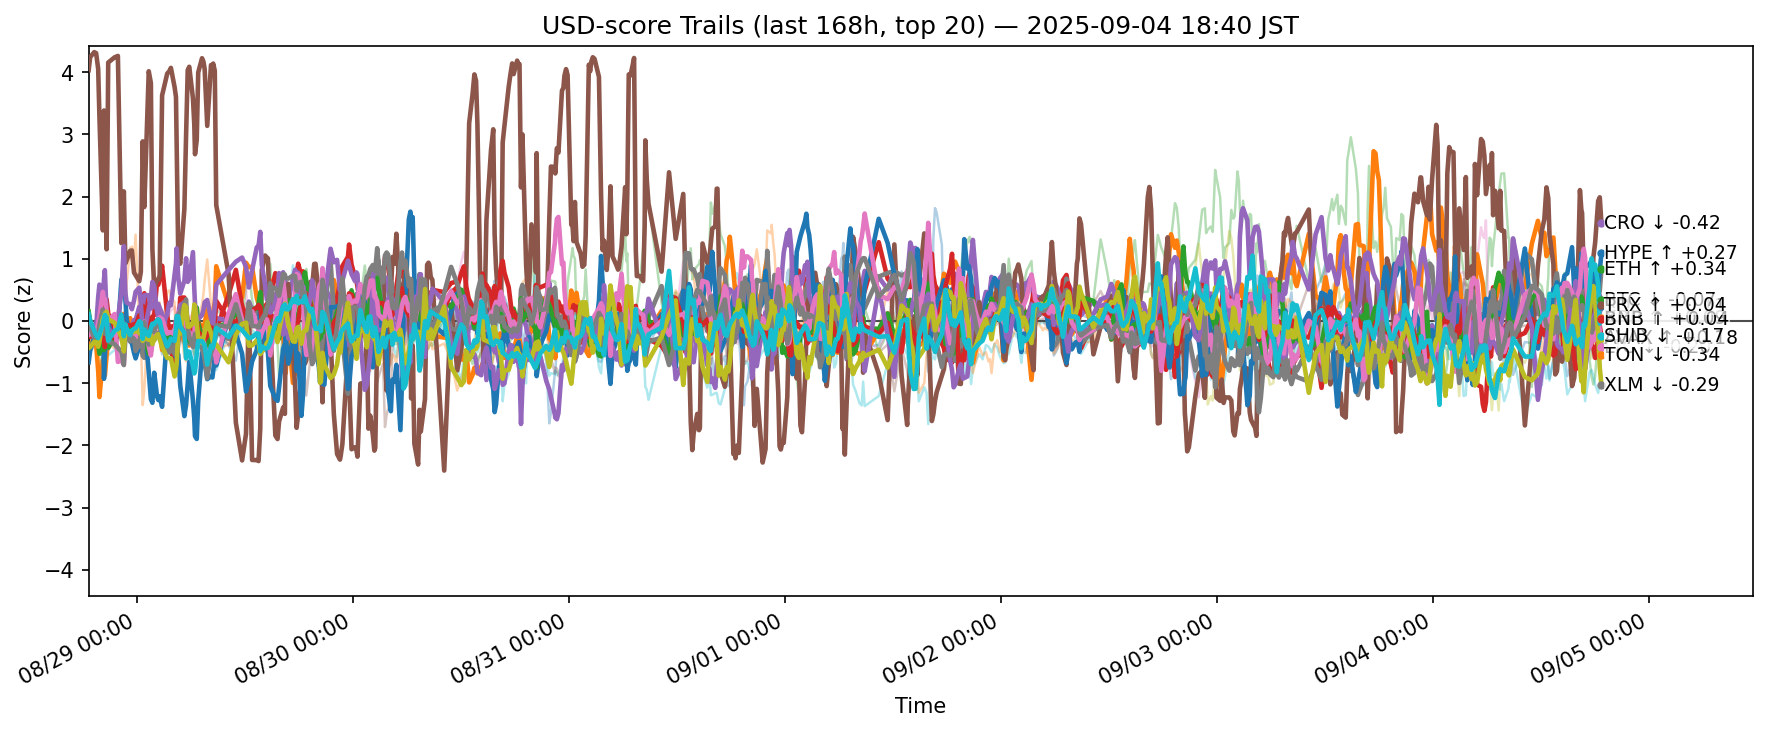 USD-score Trails (last 168h, top 20) — 2025-09-04 18:40 JST
Score (z)
4
3
2
1
0
−1
−2
−3
−4
CRO ↓ -0.42
HYPE ↑ +0.27
ETH ↑ +0.34
TRX ↑ +0.04
BNB ↑ +0.04
SHIB ↓ -0.17
TON ↓ -0.34
XLM ↓ -0.29
08/29 00:00
08/30 00:00
08/31 00:00
09/01 00:00
09/02 00:00
09/03 00:00
09/04 00:00
09/05 00:00
Time